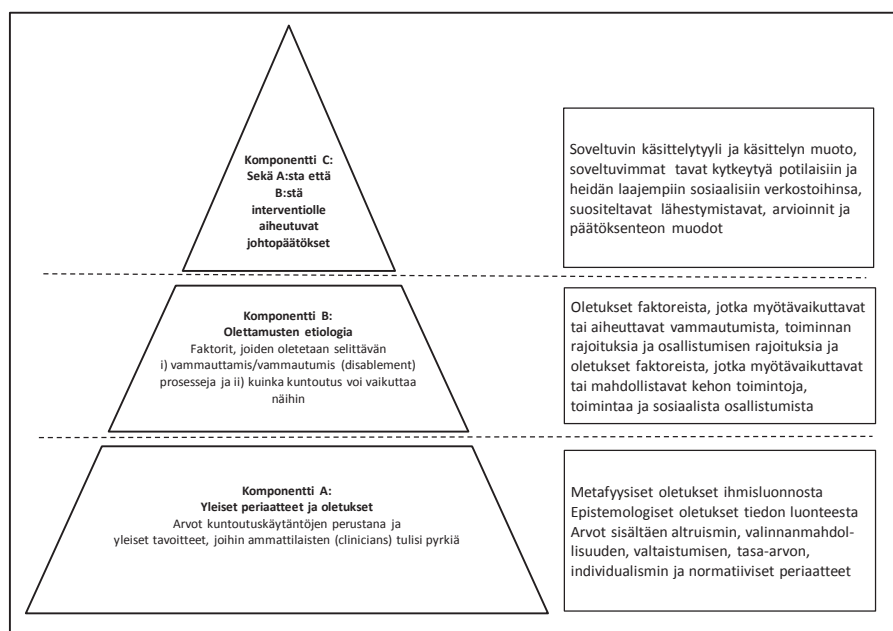 Komponentti C:
Sekä A:sta että
B:stä
interventiolle
aiheutuvat
johtopäätökset
Soveltuvin käsittelytyyli ja käsittelyn muoto,
soveltuvimmat tavat kytkeytyä potilaisiin ja
heidän laajempiin sosiaalisiin verkostoihinsa,
suositeltavat lähestymistavat, arvioinnit ja
päätöksenteon muodot
Komponentti B:
Olettamusten etiologia
Faktorit, joiden oletetaan selittävän
i) vammauttamis/vammautumis (disablement)
prosesseja ja ii) kuinka kuntoutus voi vaikuttaa
näihin
Oletukset faktoreista, jotka myötävaikuttavat
tai aiheuttavat vammautumista, toiminnan
rajoituksia ja osallistumisen rajoituksia ja
oletukset faktoreista, jotka myötävaikuttavat
tai mahdollistavat kehon toimintoja,
toimintaa ja sosiaalista osallistumista
Komponentti A:
Yleiset periaatteet ja oletukset
Arvot kuntoutuskäytäntöjen perustana ja
yleiset tavoitteet, joihin ammattilaisten (clinicians) tulisi pyrkiä
Metafyysiset oletukset ihmisluonnosta
Epistemologiset oletukset tiedon luonteesta
Arvot sisältäen altruismin, valinnanmahdol-
lisuuden, valtaistumisen, tasa-arvon,
individualismin ja normatiiviset periaatteet